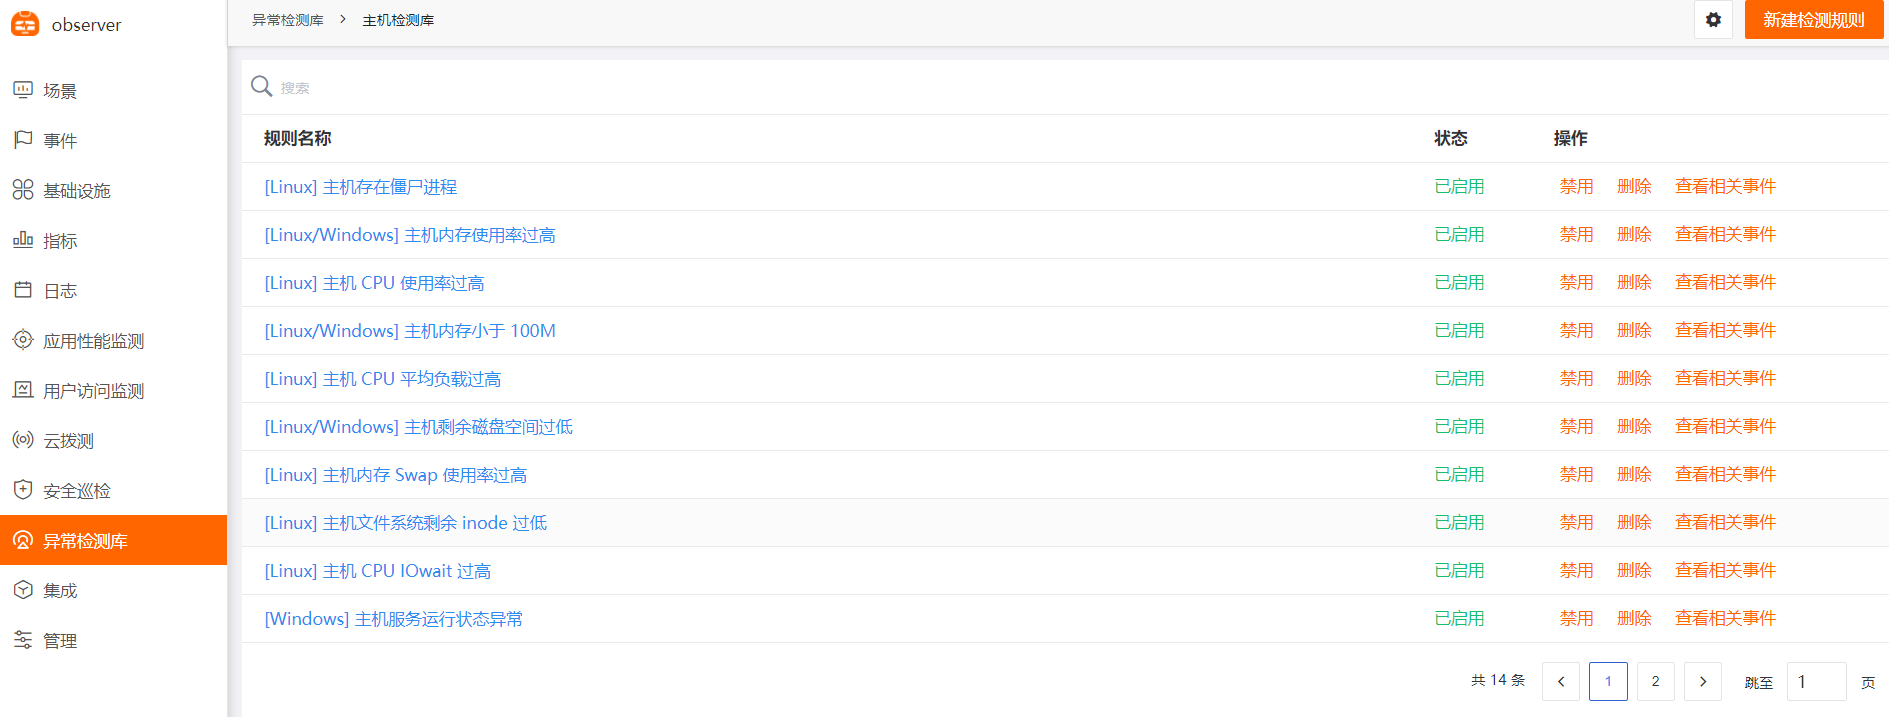 observer
异常检测库 > 主机检测库
新建检测规则
场景
事件
基础设施
指标
日志
应用性能监测
用户访问监测
云拨测
安全巡检
异常检测库
集成
管理
搜索
规则名称 状态 操作
[Linux] 主机存在僵尸进程 已启用 禁用 删除 查看相关事件
[Linux/Windows] 主机内存使用率过高 已启用 禁用 删除 查看相关事件
[Linux] 主机 CPU 使用率过高 已启用 禁用 删除 查看相关事件
[Linux/Windows] 主机内存小于 100M 已启用 禁用 删除 查看相关事件
[Linux] 主机 CPU 平均负载过高 已启用 禁用 删除 查看相关事件
[Linux/Windows] 主机剩余磁盘空间过低 已启用 禁用 删除 查看相关事件
[Linux] 主机内存 Swap 使用率过高 已启用 禁用 删除 查看相关事件
[Linux] 主机文件系统剩余 inode 过低 已启用 禁用 删除 查看相关事件
[Linux] 主机 CPU IOwait 过高 已启用 禁用 删除 查看相关事件
[Windows] 主机服务运行状态异常 已启用 禁用 删除 查看相关事件
共 14 条 < 1 2 > 跳至 1 页